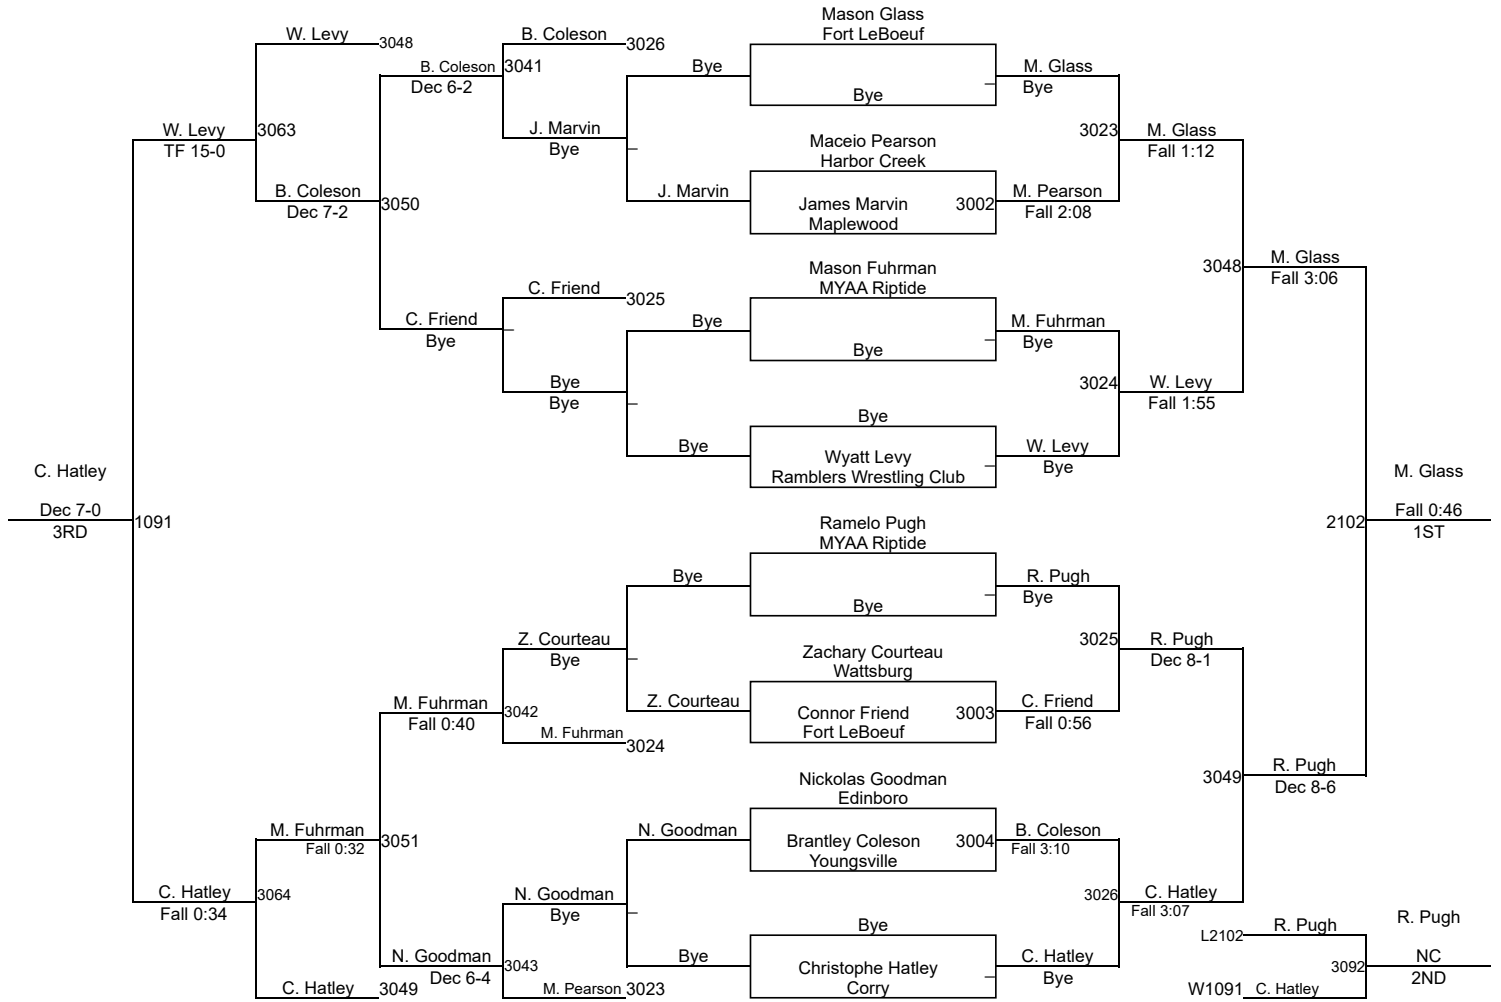 Mason Glass
Fort LeBoeuf
W. Levy
3048
B. Coleson
3026
B. Coleson
3041
Dec 6-2
Bye
Bye
M. Glass
Bye
W. Levy
3063
TF 15-0
J. Marvin
Bye
Maceio Pearson
Harbor Creek
3023
M. Glass
Fall 1:12
B. Coleson
Dec 7-2
3050
J. Marvin
James Marvin
Maplewood
3002
M. Pearson
Fall 2:08
Mason Fuhrman
MYAA Riptide
3048
M. Glass
Fall 3:06
C. Friend
3025
C. Friend
Bye
Bye
Bye
M. Fuhrman
Bye
Bye
Bye
3024
W. Levy
Fall 1:55
Bye
Bye
Wyatt Levy
Ramblers Wrestling Club
W. Levy
Bye
C. Hatley
Dec 7-0
3RD
1091
M. Glass
Fall 0:46
1ST
2102
Ramelo Pugh
MYAA Riptide
Bye
Bye
R. Pugh
Bye
Z. Courteau
Bye
Zachary Courteau
Wattsburg
3025
R. Pugh
Dec 8-1
M. Fuhrman
Fall 0:40
3042
Z. Courteau
Connor Friend
Fort LeBoeuf
3003
C. Friend
Fall 0:56
M. Fuhrman
3024
Nickolas Goodman
Edinboro
3049
R. Pugh
Dec 8-6
M. Fuhrman
Fall 0:32
3051
N. Goodman
Brantley Coleson
Youngsville
3004
B. Coleson
Fall 3:10
C. Hatley
Fall 0:34
3064
N. Goodman
Bye
3026
C. Hatley
Fall 3:07
Bye
N. Goodman
Dec 6-4
3043
Bye
Christophe Hatley
Corry
C. Hatley
Bye
C. Hatley
3049
M. Pearson
3023
L2102
R. Pugh
R. Pugh
NC
2ND
3092
W1091
C. Hatley